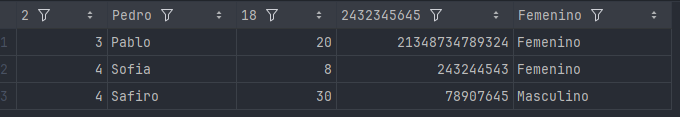 2 Pedro 18 2432345645 Femenino
1 3 Pablo 20 21348734789324 Femenino
2 4 Sofia 8 243244543 Femenino
3 4 Safiro 30 78907645 Masculino